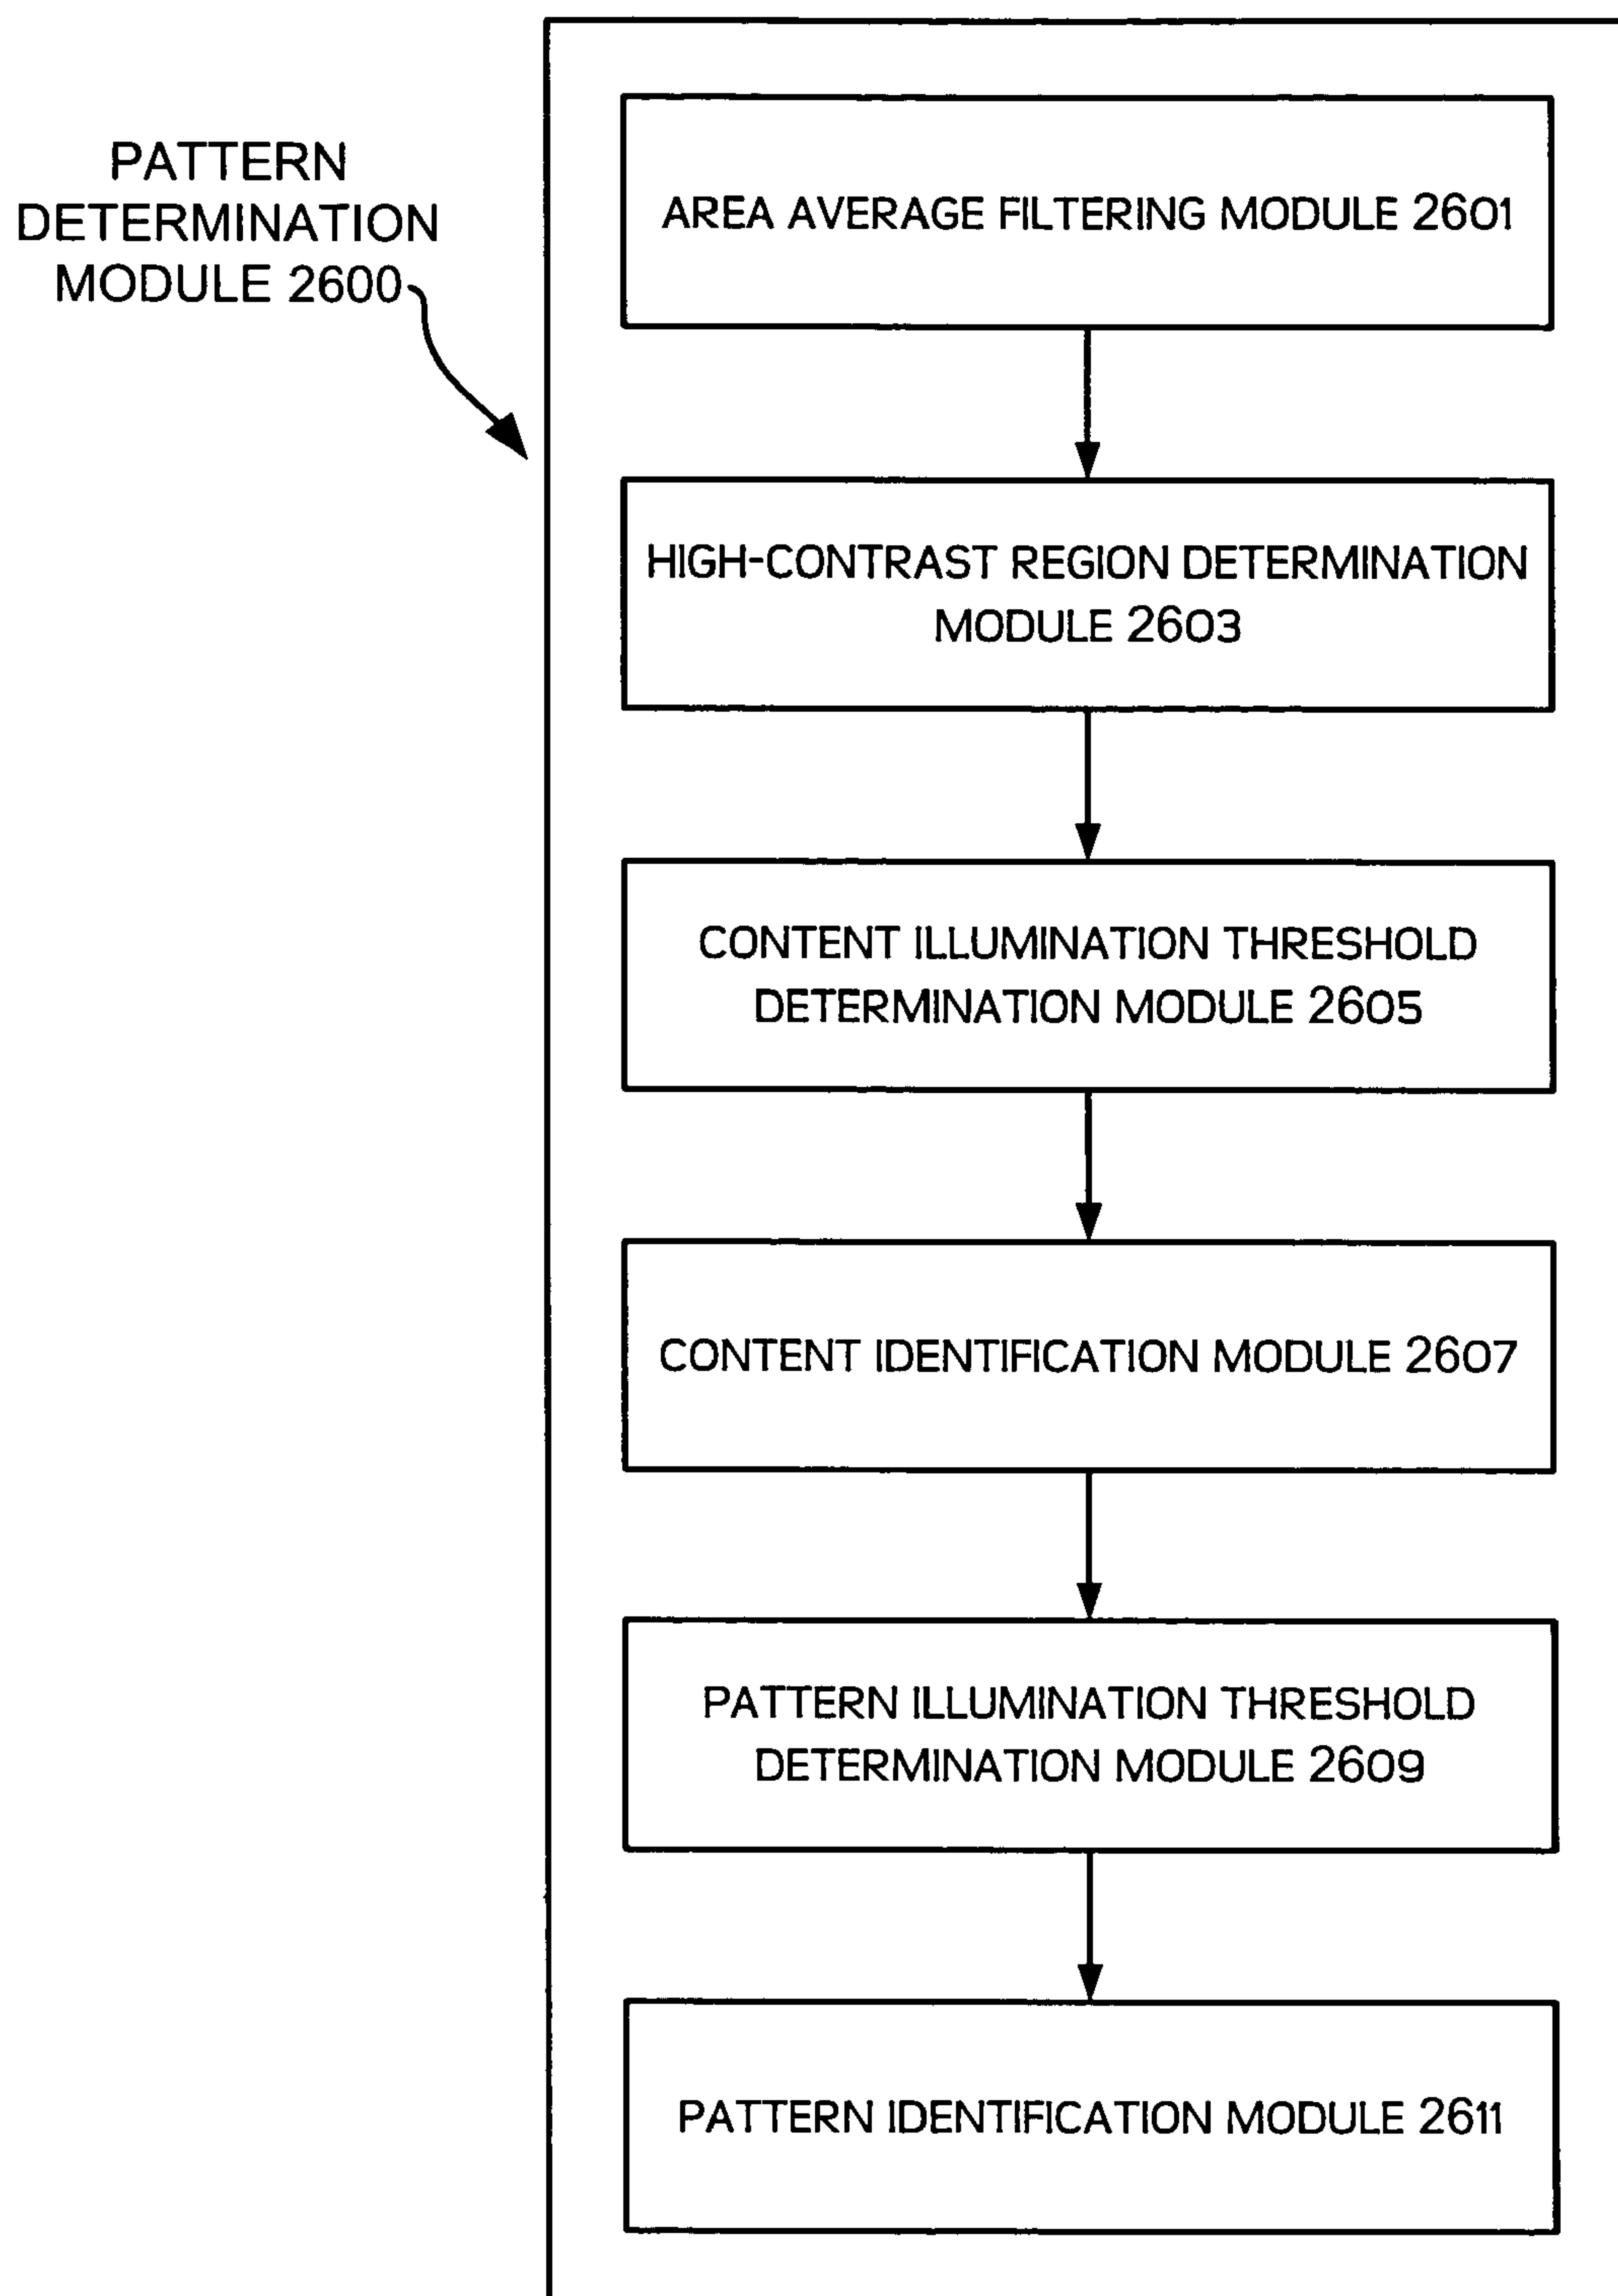 PATTERN
DETERMINATION
MODULE 2600
AREA AVERAGE FILTERING MODULE 2601
HIGH-CONTRAST REGION DETERMINATION
MODULE 2603
CONTENT ILLUMINATION THRESHOLD
DETERMINATION MODULE 2605
CONTENT IDENTIFICATION MODULE 2607
PATTERN ILLUMINATION THRESHOLD
DETERMINATION MODULE 2609
PATTERN IDENTIFICATION MODULE 2611